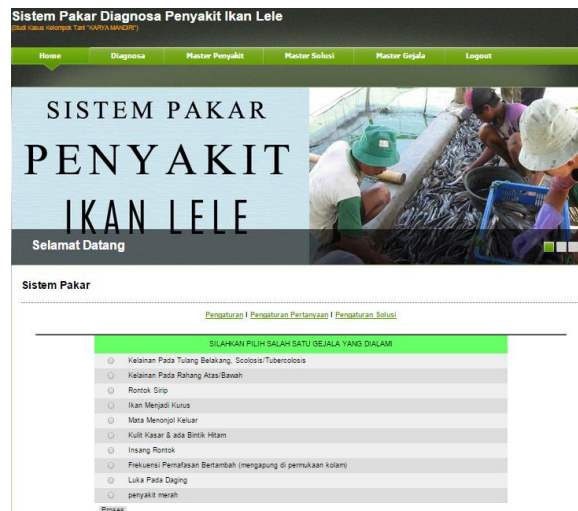 Sistem Pakar Diagnosa Penyakit Ikan Lele
(Studi Kasus Kelompok Tani "KARYA MANDIRI")
Home Diagnosa Master Penyakit Master Solusi Master Gejala Logout
SISTEM PAKAR
PENYAKIT
IKAN LELE
Selamat Datang
Sistem Pakar
Pengaturan | Pengaturan Pertanyaan | Pengaturan Solusi
SILAHKAN PILIH SALAH SATU GEJALA YANG DIALAMI
Kelainan Pada Tulang Belakang, Scolosis/Tubercolosis
Kelainan Pada Rahang Atas/Bawah
Rontok Sirip
Ikan Menjadi Kurus
Mata Menonjol Keluar
Kulit Kasar & ada Bintik Hitam
Insang Rontok
Frekuensi Pernafasan Bertambah (mengapung di permukaan kolam)
Luka Pada Daging
penyakit merah
Proses